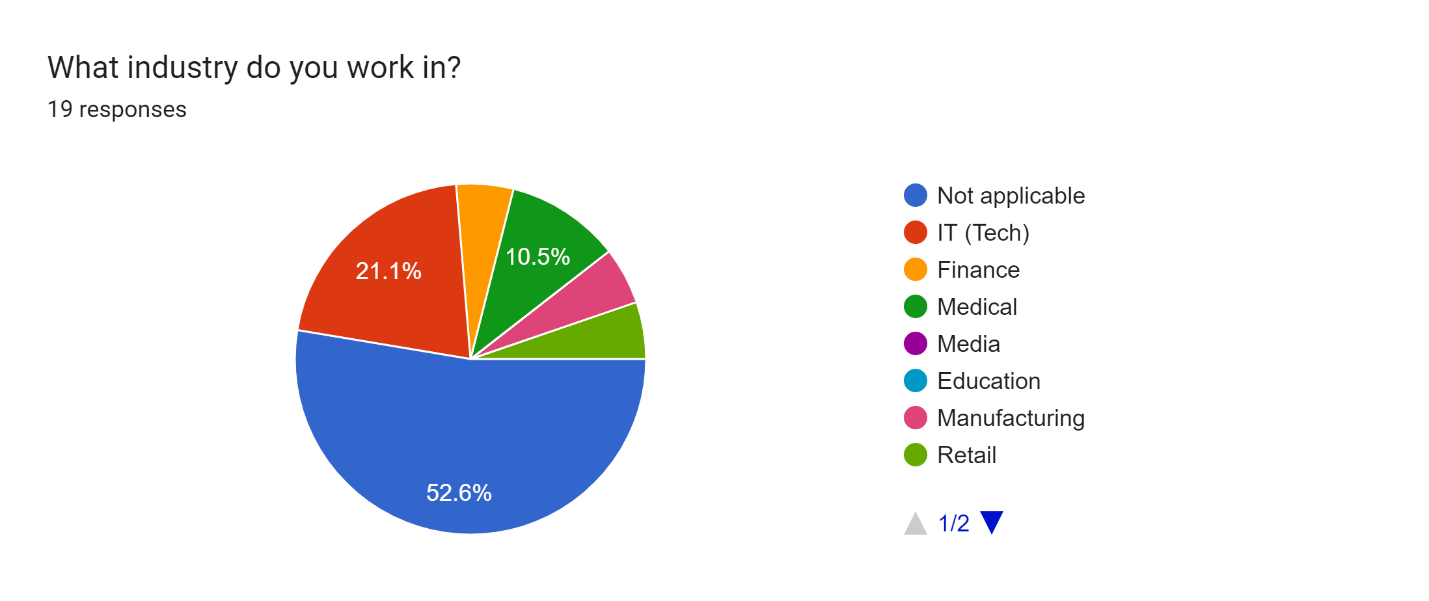 What industry do you work in?
19 responses
21.1%
10.5%
52.6%
Not applicable
IT (Tech)
Finance
Medical
Media
Education
Manufacturing
Retail
1/2